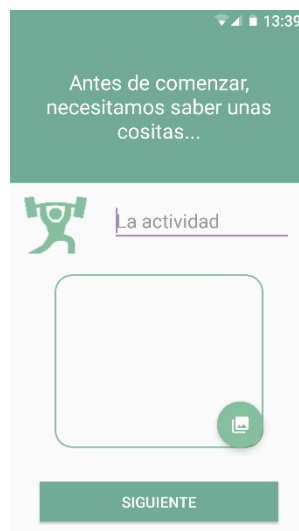 13:39
Antes de comenzar,
necesitamos saber unas
cositas...
La actividad
SIGUIENTE